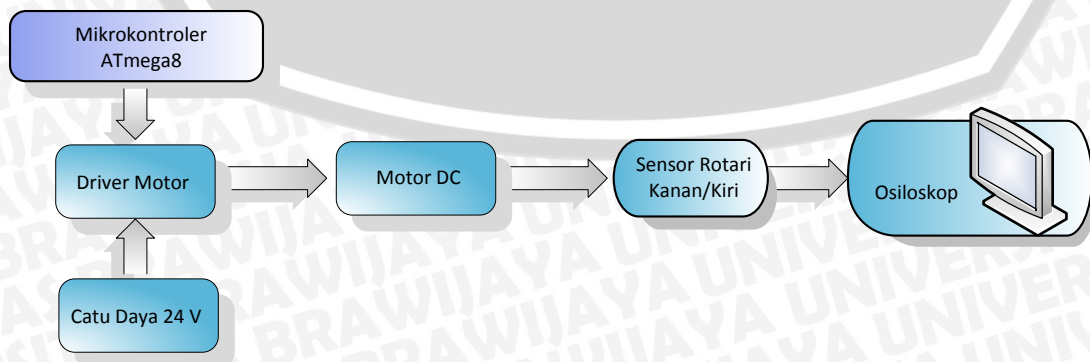 Mikrokontroler
ATmega8
Driver Motor
Motor DC
Sensor Rotari
Kanan/Kiri
Osiloskop
Catu Daya 24 V